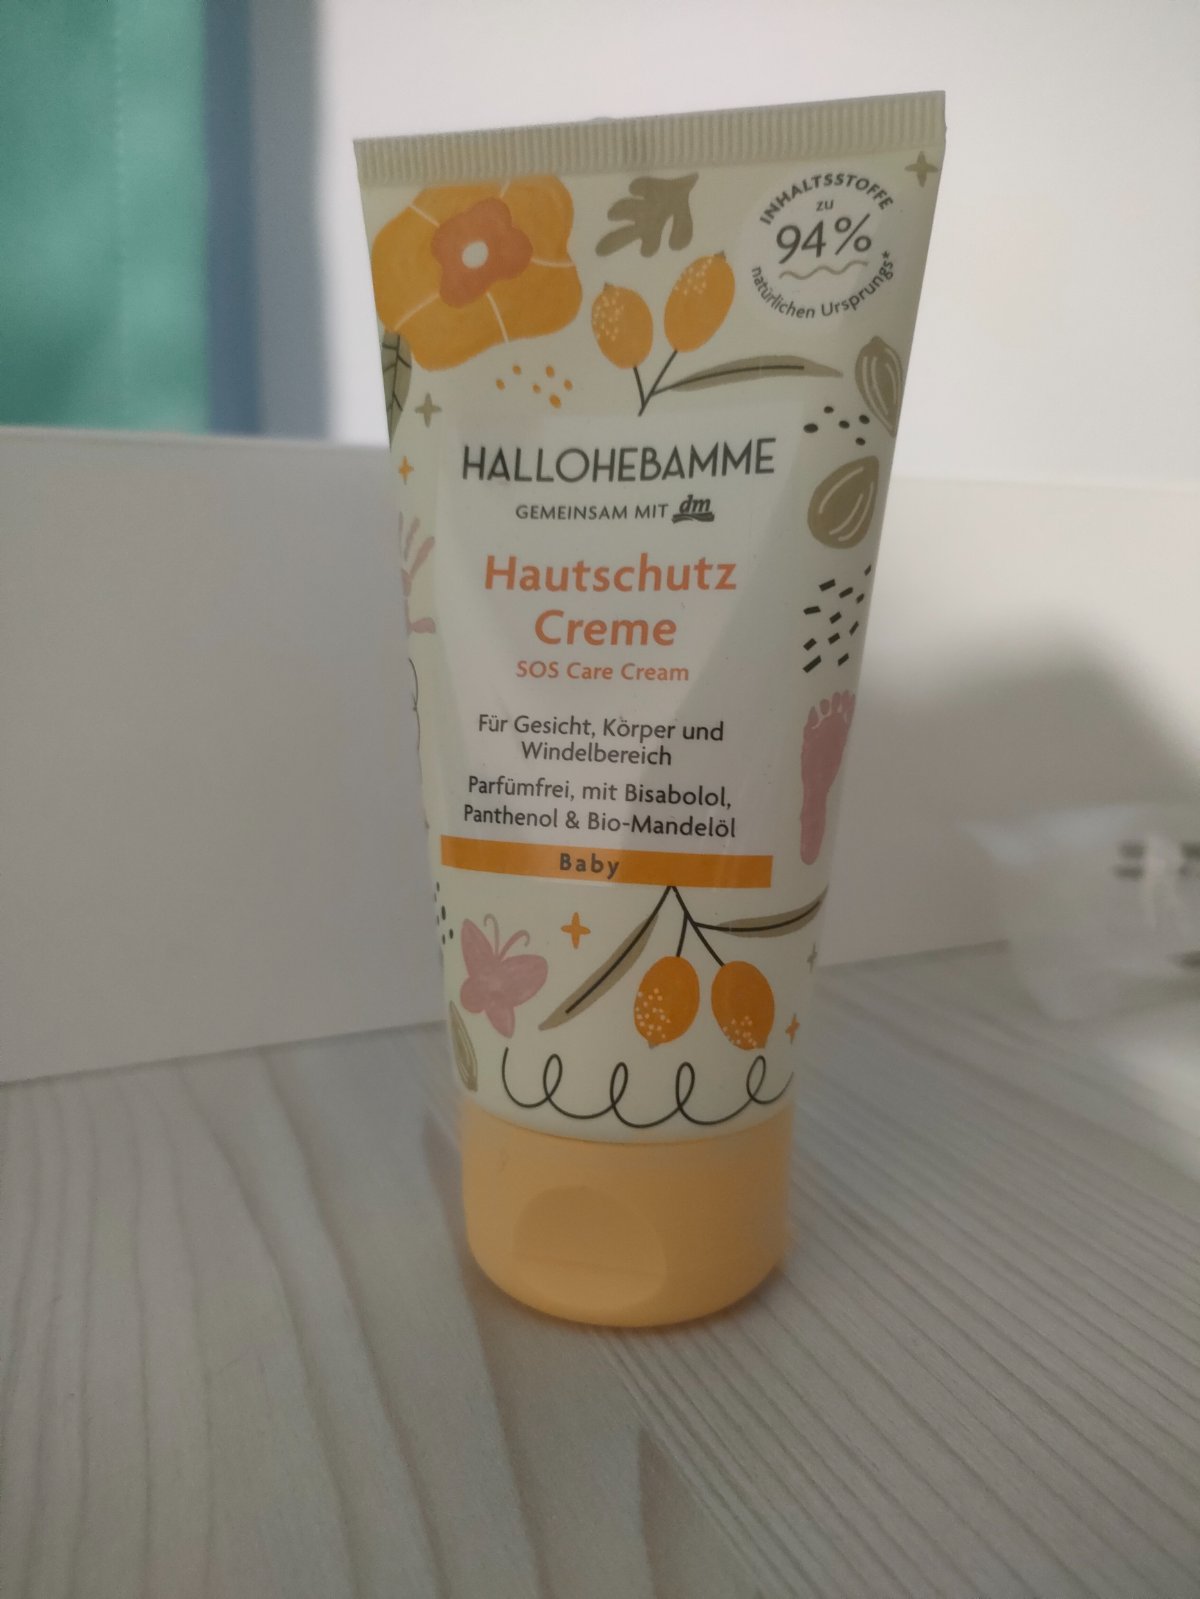 INHALTSSTOFFE
zu
94%
natürlichen Ursprungs*
HALLOHEBAMME
GEMEINSAM MIT dm
Hautschutz
Creme
SOS Care Cream
Für Gesicht, Körper und
Windelbereich
Parfümfrei, mit Bisabolol,
Panthenol & Bio-Mandelöl
Baby